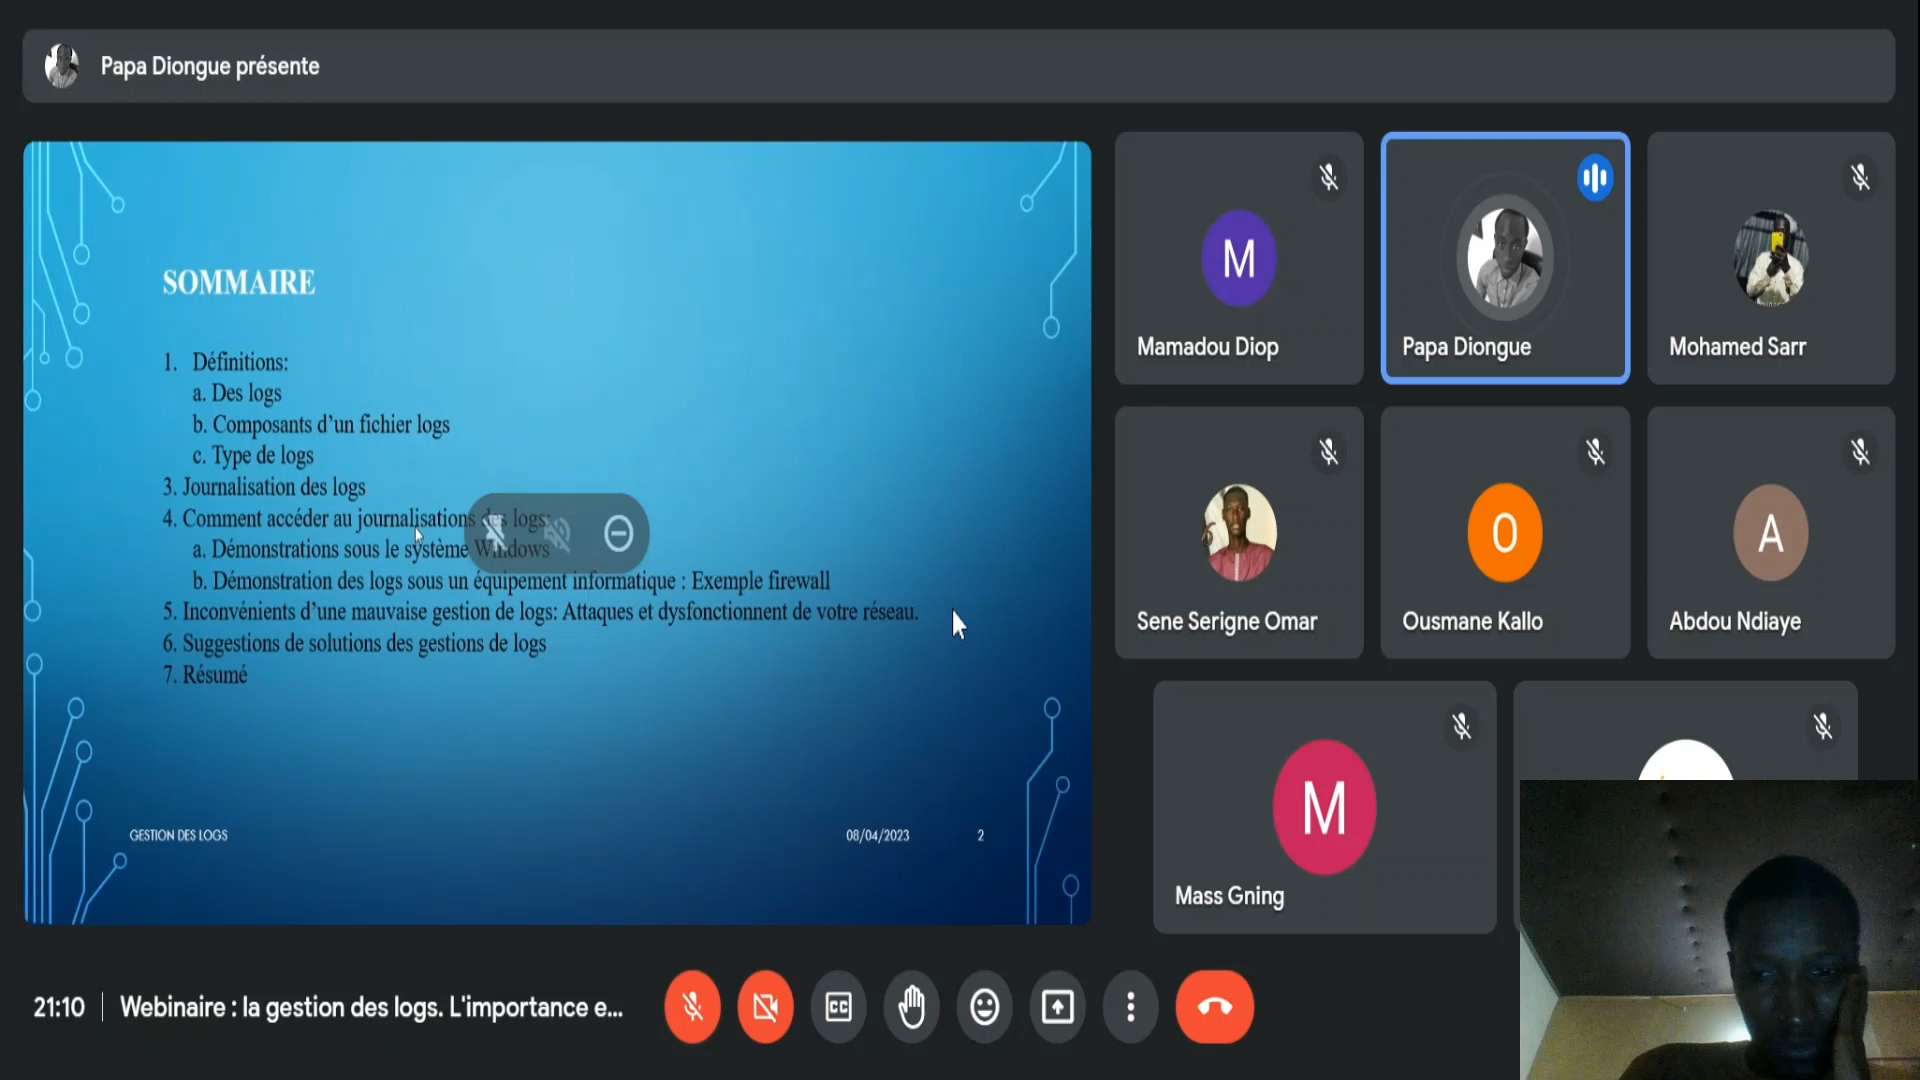 Papa Diongue présente
SOMMAIRE
1. Définitions:
a. Des logs
b. Composants d'un fichier logs
c. Type de logs
3. Journalisation des logs
4. Comment accéder au journalisations des logs:
a. Démonstrations sous le système Windows
b. Démonstration des logs sous un équipement informatique : Exemple firewall
5. Inconvénients d'une mauvaise gestion de logs: Attaques et dysfonctionnent de votre réseau.
6. Suggestions de solutions des gestions de logs
7. Résumé
GESTION DES LOGS
08/04/2023
2
M
Mamadou Diop
Papa Diongue
Mohamed Sarr
Sene Serigne Omar
O
Ousmane Kallo
A
Abdou Ndiaye
M
Mass Gning
21:10
Webinaire : la gestion des logs. L'importance e...
CC